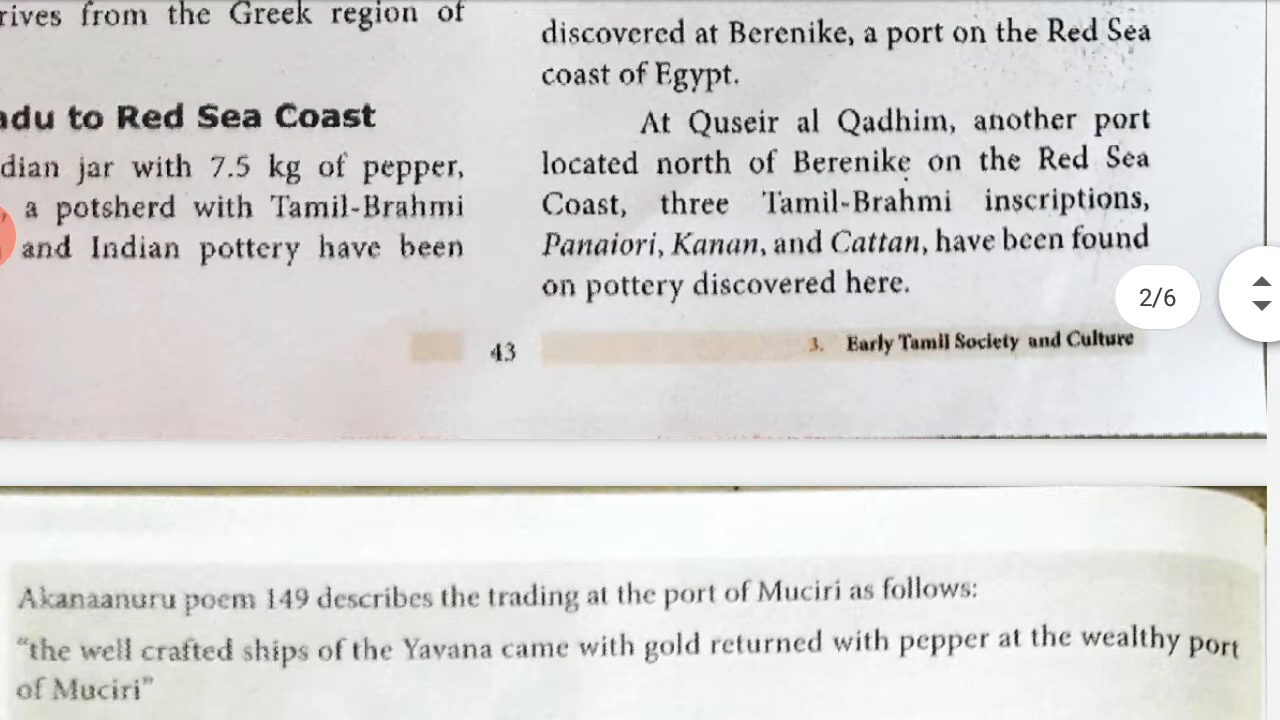 rives from the Greek region of
adu to Red Sea Coast
dian jar with 7.5 kg of pepper,
a potsherd with Tamil-Brahmi
and Indian pottery have been
discovered at Berenike, a port on the Red Sea
coast of Egypt.
At Quseir al Qadhim, another port
located north of Berenike on the Red Sea
Coast, three Tamil-Brahmi inscriptions,
Panaiori, Kanan, and Cattan, have been found
on pottery discovered here.
2/6
43
3. Early Tamil Society and Culture
Akanaanuru poem 149 describes the trading at the port of Muciri as follows:
“the well crafted ships of the Yavana came with gold returned with pepper at the wealthy port
of Muciri”